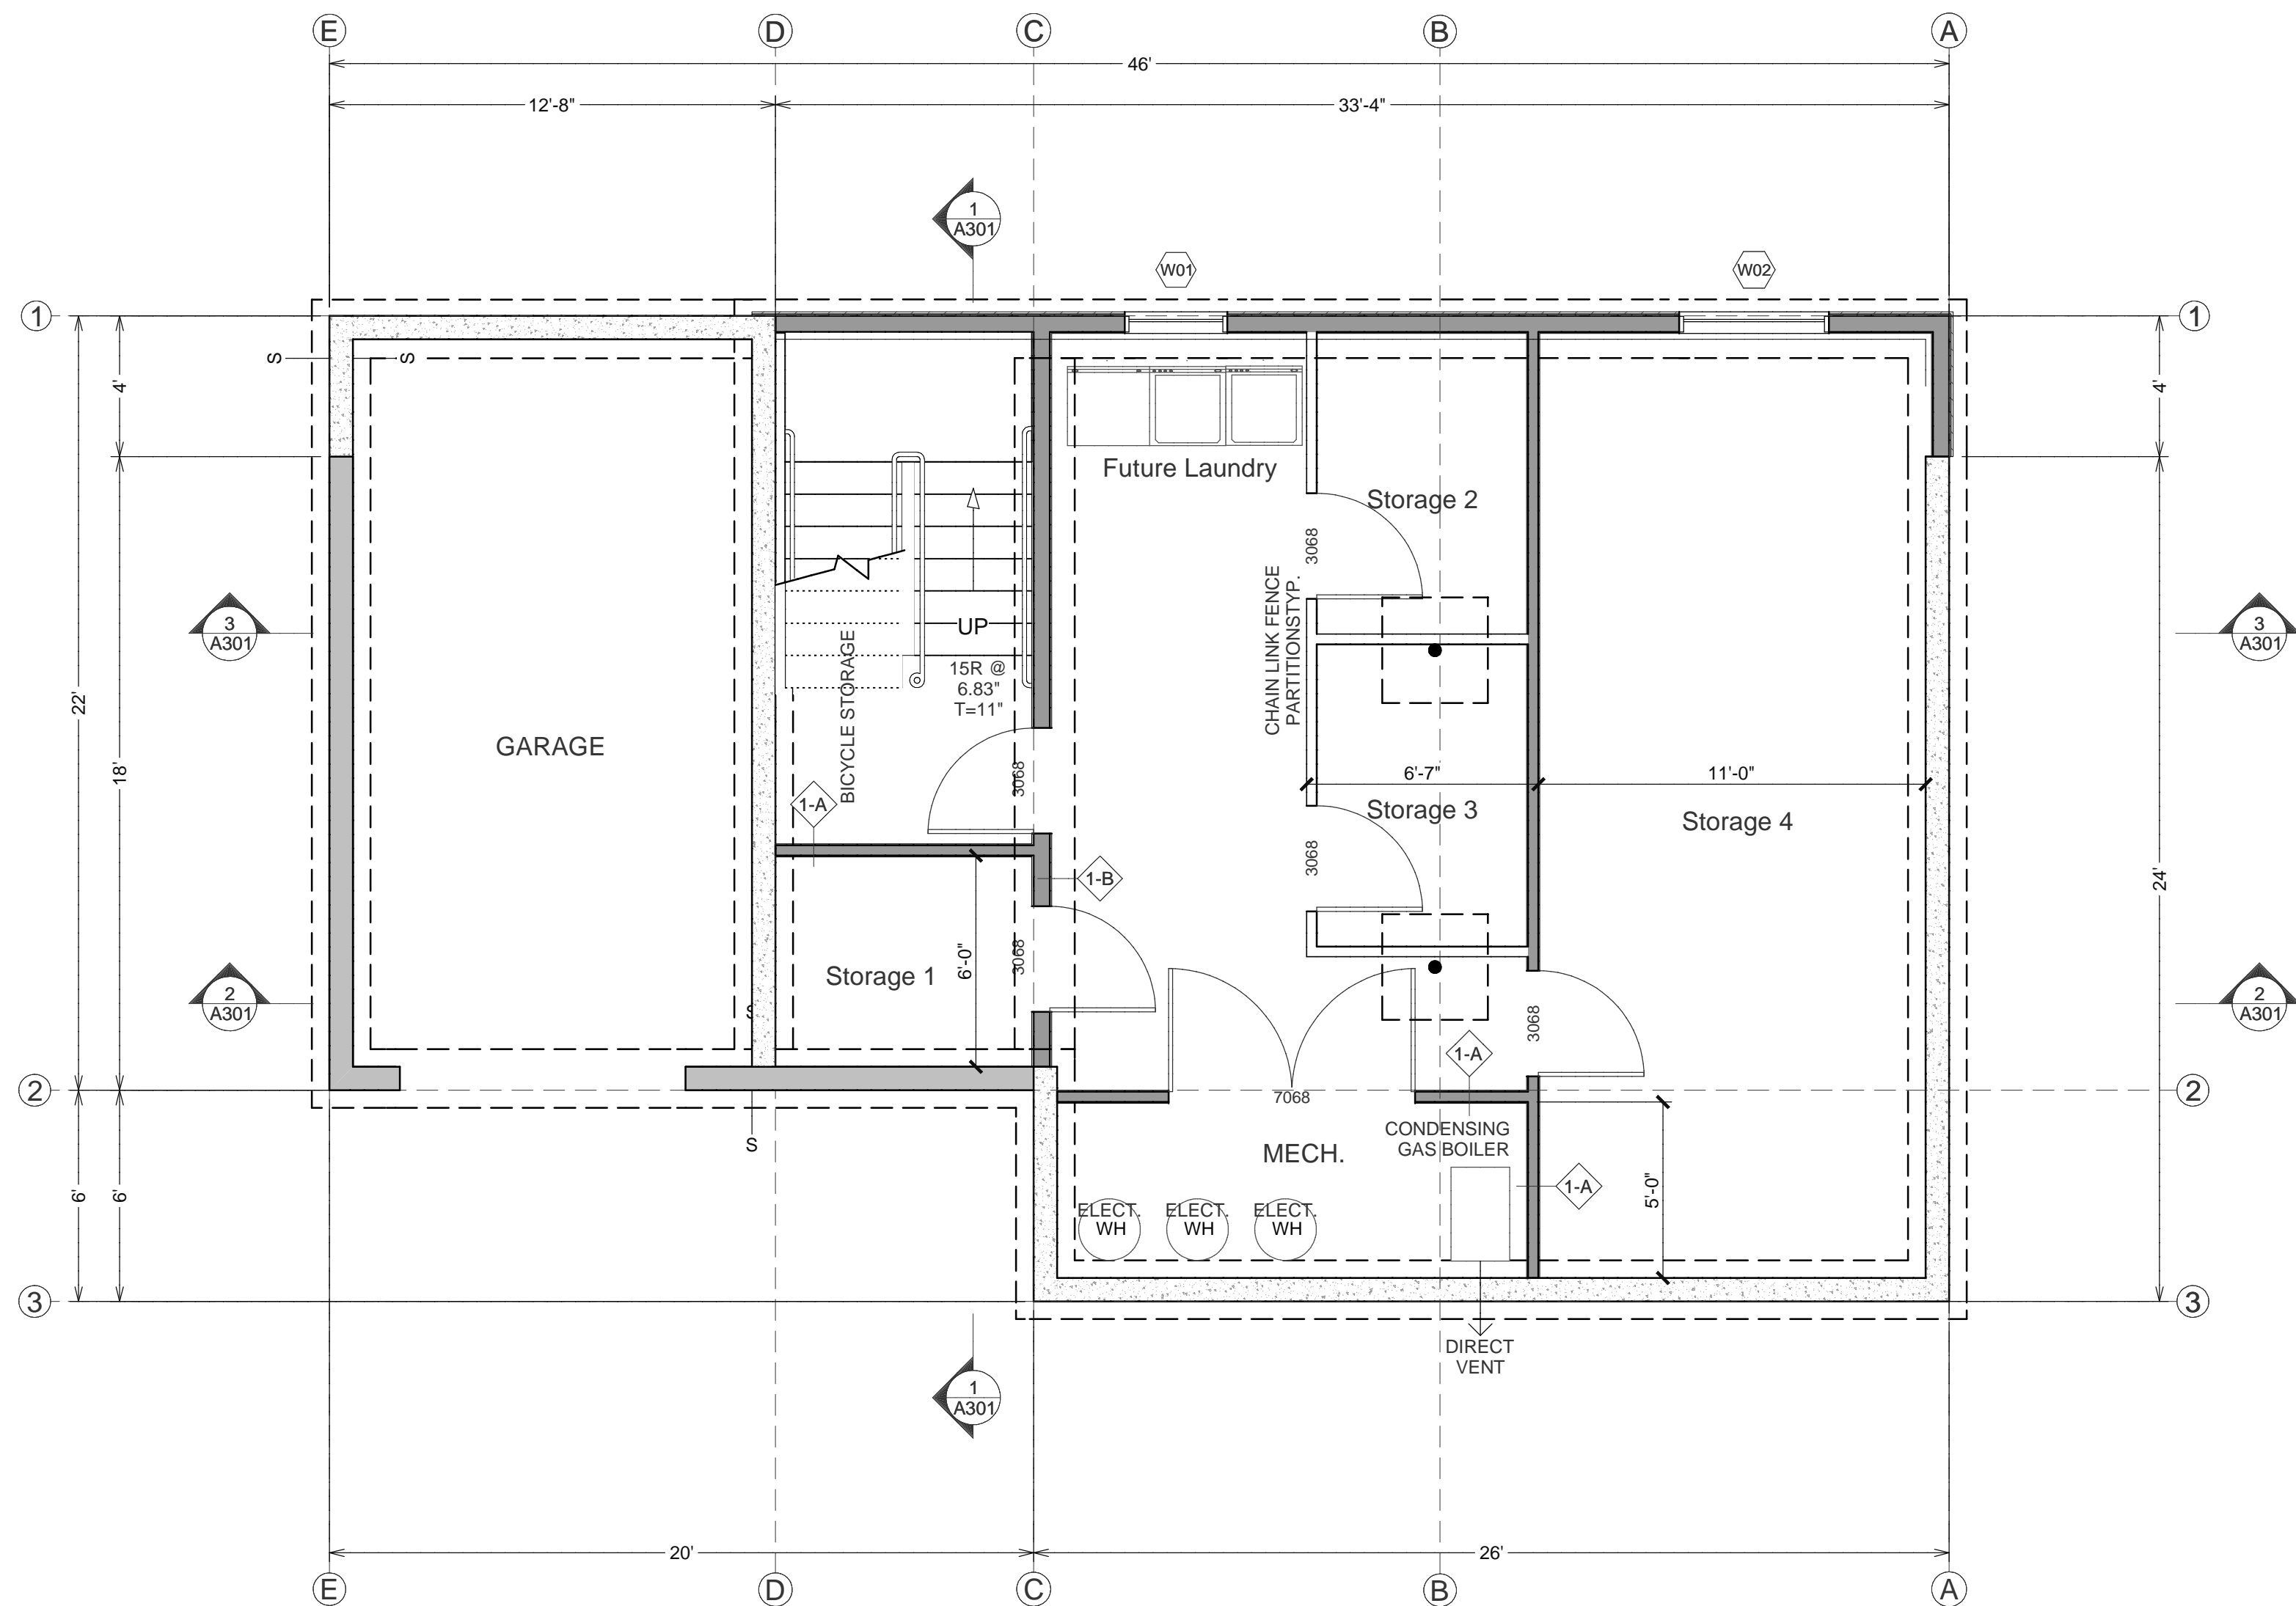 E
D
C
B
A
46'
12'-8"
33'-4"
1
A301
W01
W02
1
1
S
S
4'
4'
Future Laundry
Storage 2
3068
CHAIN LINK FENCE
PARTITIONSTYP.
3
A301
3
A301
UP
15R @
6.83"
T=11"
BICYCLE STORAGE
22'
18'
GARAGE
3068
6'-7"
11'-0"
1-A
Storage 3
Storage 4
3068
1-B
24'
6'-0"
3068
Storage 1
2
A301
2
A301
S
3068
1-A
2
2
7068
CONDENSING
GAS BOILER
S
MECH.
1-A
5'-0"
6'
6'
ELECT.
WH
ELECT.
WH
ELECT.
WH
3
3
DIRECT
VENT
1
A301
20'
26'
E
D
C
B
A